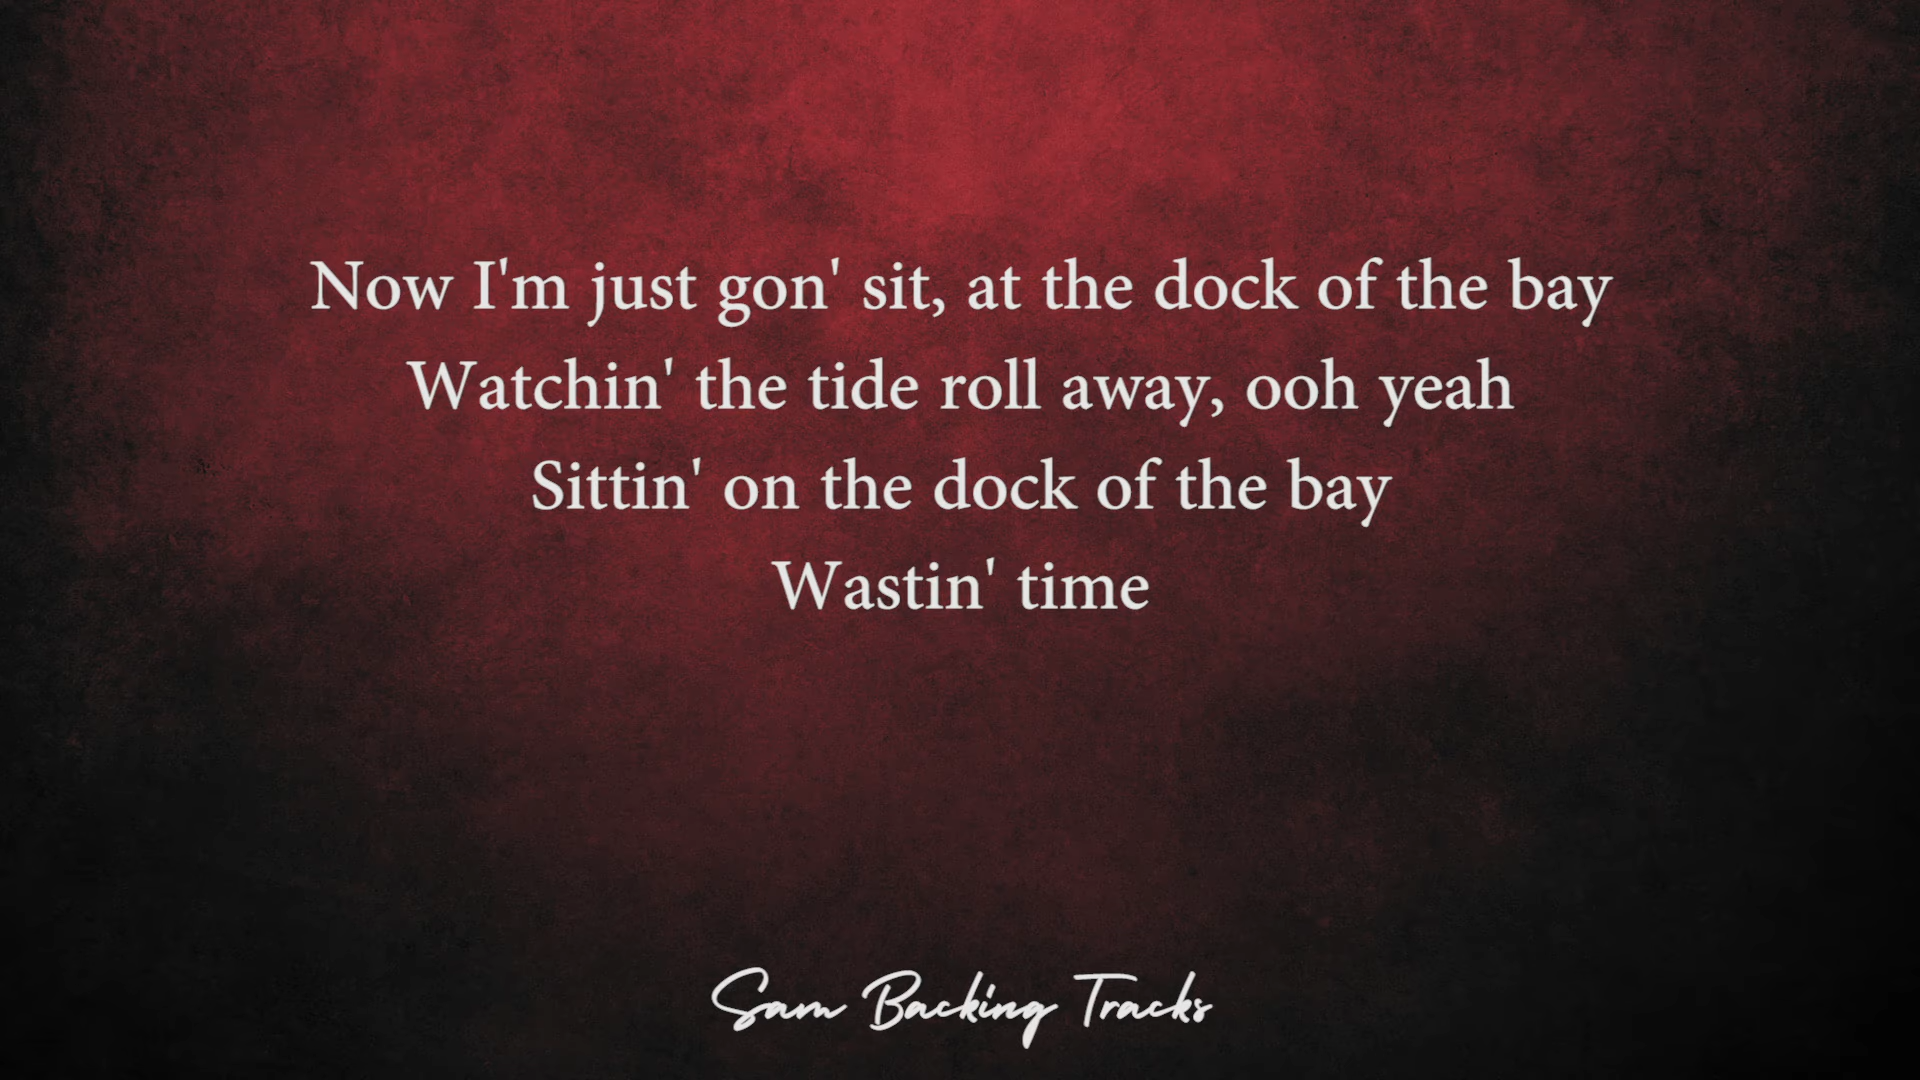 Now I'm just gon' sit, at the dock of the bay
Watchin' the tide roll away, ooh yeah
Sittin' on the dock of the bay
Wastin' time
Sam Backing Tracks